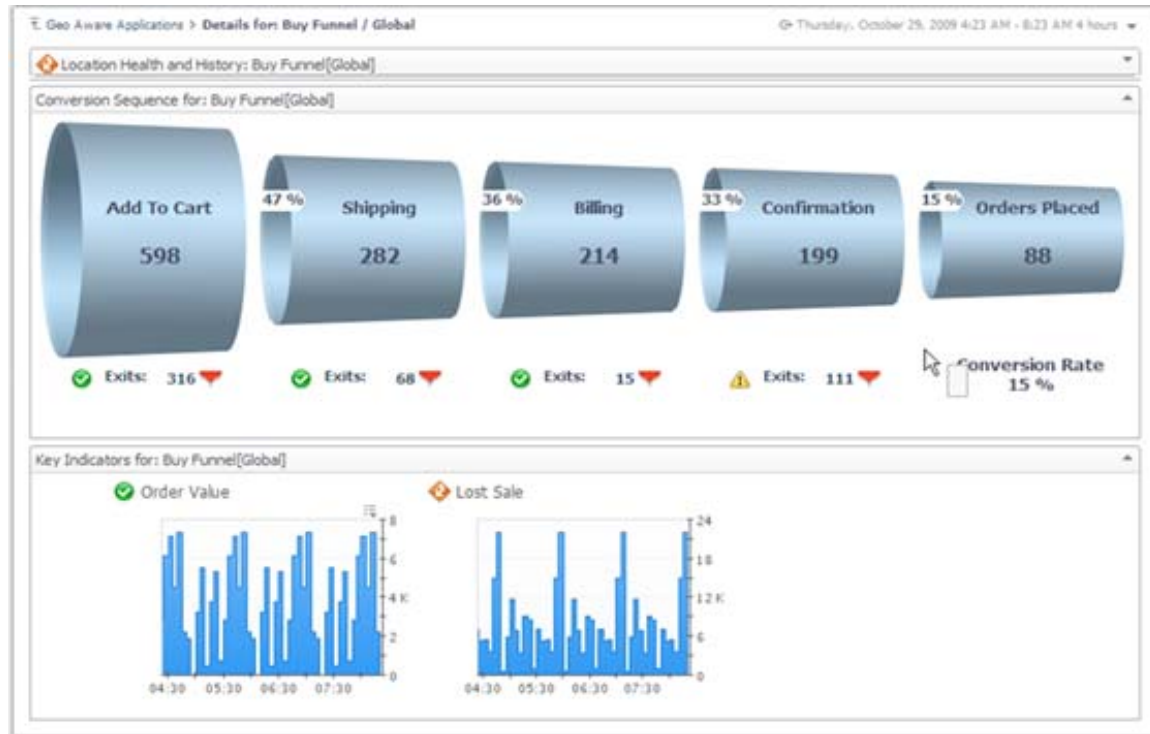 Geo Aware Applications > Details for: Buy Funnel / Global
Thursday, October 29, 2009 4:23 AM - 8:23 AM 4 hours
Location Health and History: Buy Funnel[Global]
Conversion Sequence for: Buy Funnel[Global]
Add To Cart
598
47 %
Shipping
282
36 %
Billing
214
33 %
Confirmation
199
15 %
Orders Placed
88
Exits: 316
Exits: 68
Exits: 15
Exits: 111
Conversion Rate
15 %
Key Indicators for: Buy Funnel[Global]
Order Value
8
6
4 K
2
0
04:30 05:30 06:30 07:30
Lost Sale
24
18
12 K
6
0
04:30 05:30 06:30 07:30